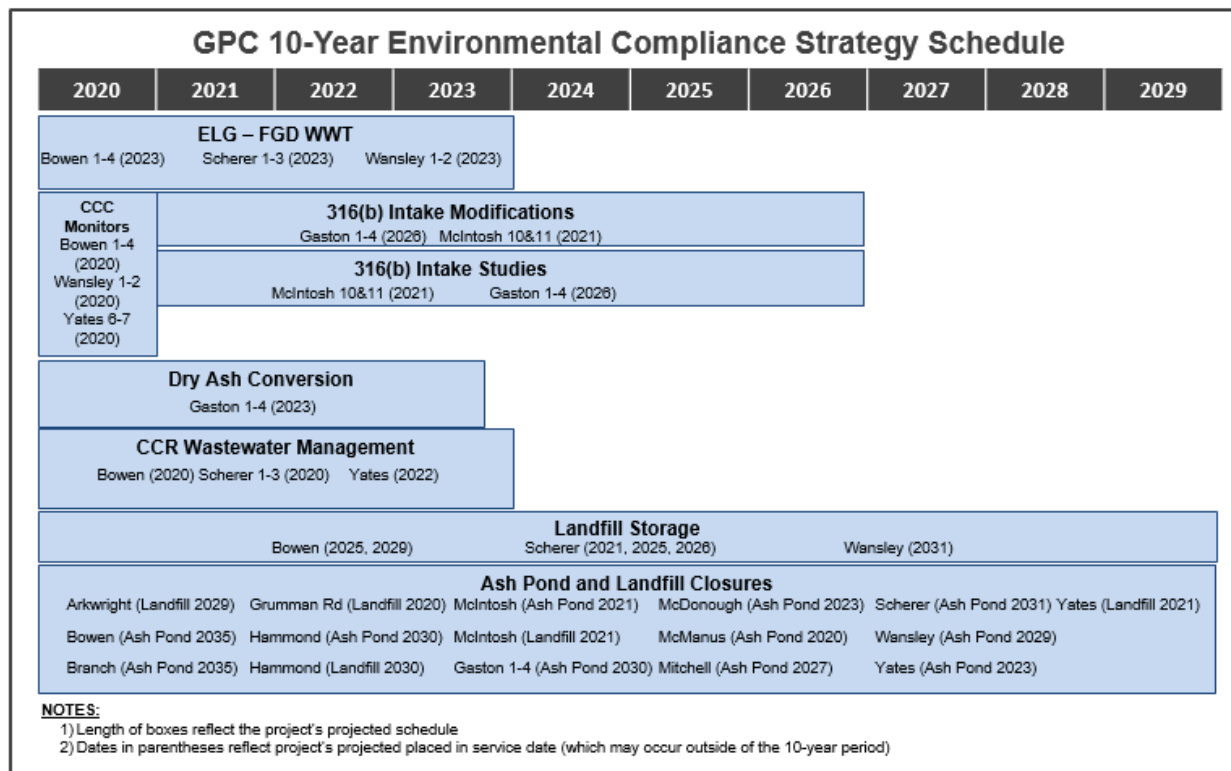 GPC 10-Year Environmental Compliance Strategy Schedule
2020 2021 2022 2023 2024 2025 2026 2027 2028 2029
ELG – FGD WWT
Bowen 1-4 (2023) Scherer 1-3 (2023) Wansley 1-2 (2023)
CCC
Monitors
Bowen 1-4
(2020)
Wansley 1-2
(2020)
Yates 6-7
(2020)
316(b) Intake Modifications
Gaston 1-4 (2026) McIntosh 10&11 (2021)
316(b) Intake Studies
McIntosh 10&11 (2021) Gaston 1-4 (2026)
Dry Ash Conversion
Gaston 1-4 (2023)
CCR Wastewater Management
Bowen (2020) Scherer 1-3 (2020) Yates (2022)
Landfill Storage
Bowen (2025, 2029) Scherer (2021, 2025, 2026) Wansley (2031)
Ash Pond and Landfill Closures
Arkwright (Landfill 2029) Grumman Rd (Landfill 2020) McIntosh (Ash Pond 2021) McDonough (Ash Pond 2023) Scherer (Ash Pond 2031) Yates (Landfill 2021)
Bowen (Ash Pond 2035) Hammond (Ash Pond 2030) McIntosh (Landfill 2021) McManus (Ash Pond 2020) Wansley (Ash Pond 2029)
Branch (Ash Pond 2035) Hammond (Landfill 2030) Gaston 1-4 (Ash Pond 2030) Mitchell (Ash Pond 2027) Yates (Ash Pond 2023)
NOTES:
1) Length of boxes reflect the project's projected schedule
2) Dates in parentheses reflect project's projected placed in service date (which may occur outside of the 10-year period)